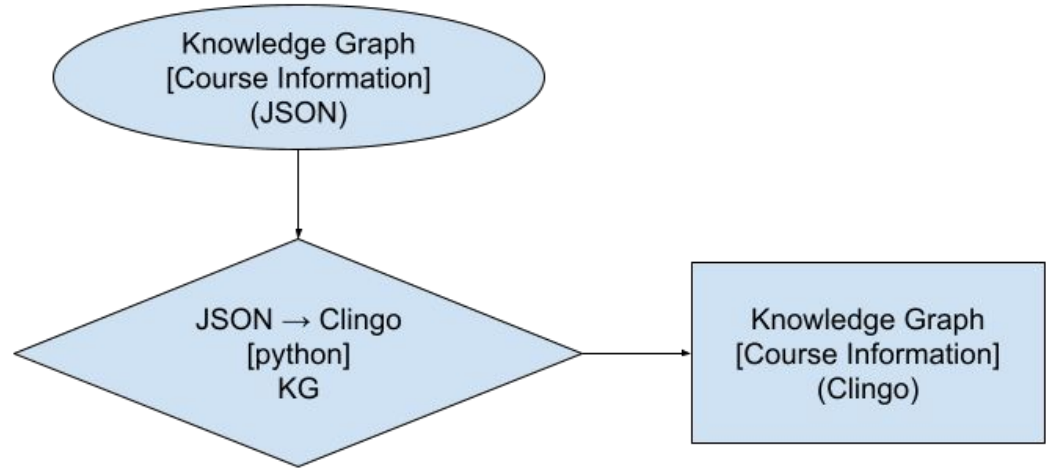 Knowledge Graph
[Course Information]
(JSON)
JSON → Clingo
[python]
KG
Knowledge Graph
[Course Information]
(Clingo)